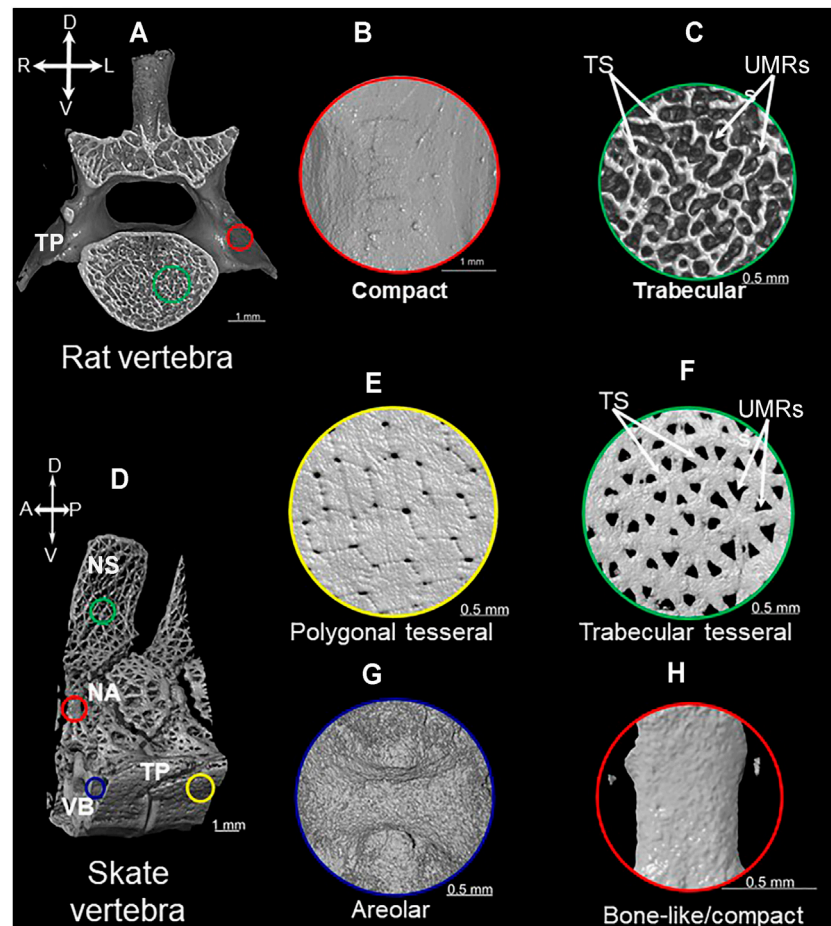 A
B
C
D
R
L
V
TP
1 mm
Rat vertebra
1 mm
Compact
TS
UMRs
s
0.5 mm
Trabecular
D
D
A
P
V
NS
NA
TP
VB
1 mm
Skate
vertebra
E
0.5 mm
Polygonal tesseral
F
TS
UMRs
0.5 mm
Trabecular tesseral
G
0.5 mm
Areolar
H
0.5 mm
Bone-like/compact